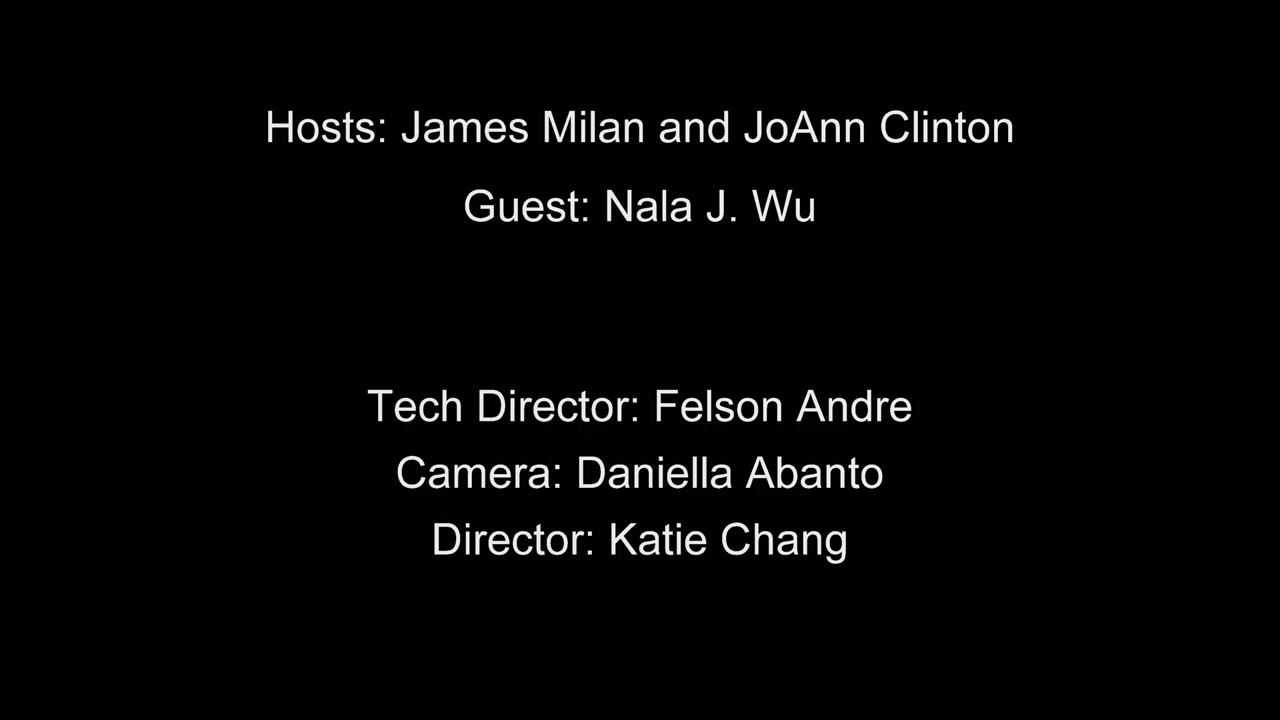 Hosts: James Milan and JoAnn Clinton
Guest: Nala J. Wu
Tech Director: Felson Andre
Camera: Daniella Abanto
Director: Katie Chang